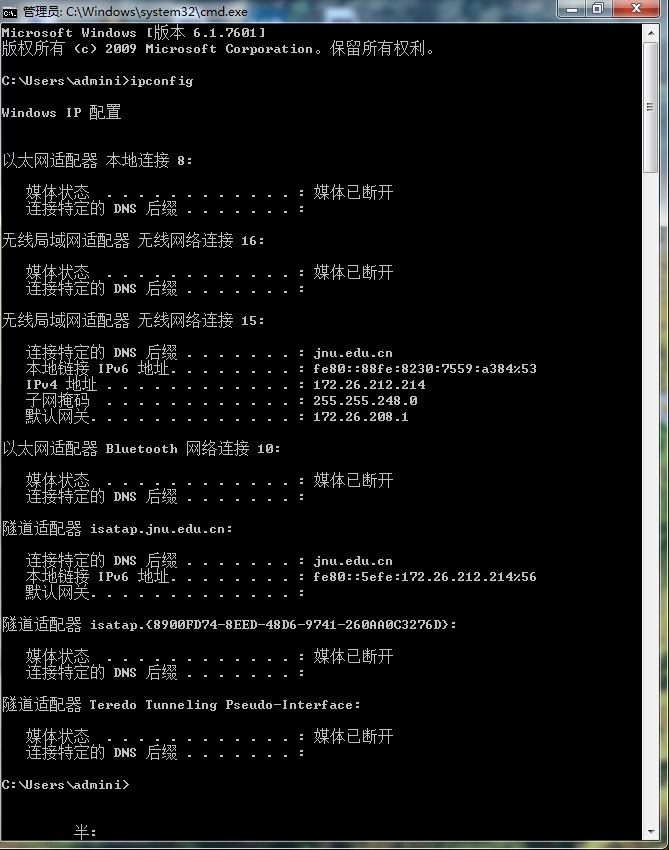 管理员: C:\Windows\system32\cmd.exe
Microsoft Windows [版本 6.1.7601]
版权所有 (c) 2009 Microsoft Corporation。保留所有权利。
C:\Users\admini>ipconfig
Windows IP 配置
以太网适配器 本地连接 8:
媒体状态  . . . . . . . . . . . . : 媒体已断开
连接特定的 DNS 后缀 . . . . . . . :
无线局域网适配器 无线网络连接 16:
媒体状态  . . . . . . . . . . . . : 媒体已断开
连接特定的 DNS 后缀 . . . . . . . :
无线局域网适配器 无线网络连接 15:
连接特定的 DNS 后缀 . . . . . . . : jnu.edu.cn
本地链接 IPv6 地址. . . . . . . . : fe80::88fe:8230:7559:a384%53
IPv4 地址 . . . . . . . . . . . . : 172.26.212.214
子网掩码  . . . . . . . . . . . . : 255.255.248.0
默认网关. . . . . . . . . . . . . : 172.26.208.1
以太网适配器 Bluetooth 网络连接 10:
媒体状态  . . . . . . . . . . . . : 媒体已断开
连接特定的 DNS 后缀 . . . . . . . :
隧道适配器 isatap.jnu.edu.cn:
连接特定的 DNS 后缀 . . . . . . . : jnu.edu.cn
本地链接 IPv6 地址. . . . . . . . : fe80::5efe:172.26.212.214%56
默认网关. . . . . . . . . . . . . :
隧道适配器 isatap.{8900FD74-8EED-48D6-9741-260AA0C3276D}:
媒体状态  . . . . . . . . . . . . : 媒体已断开
连接特定的 DNS 后缀 . . . . . . . :
隧道适配器 Teredo Tunneling Pseudo-Interface:
媒体状态  . . . . . . . . . . . . : 媒体已断开
连接特定的 DNS 后缀 . . . . . . . :
C:\Users\admini>
半: